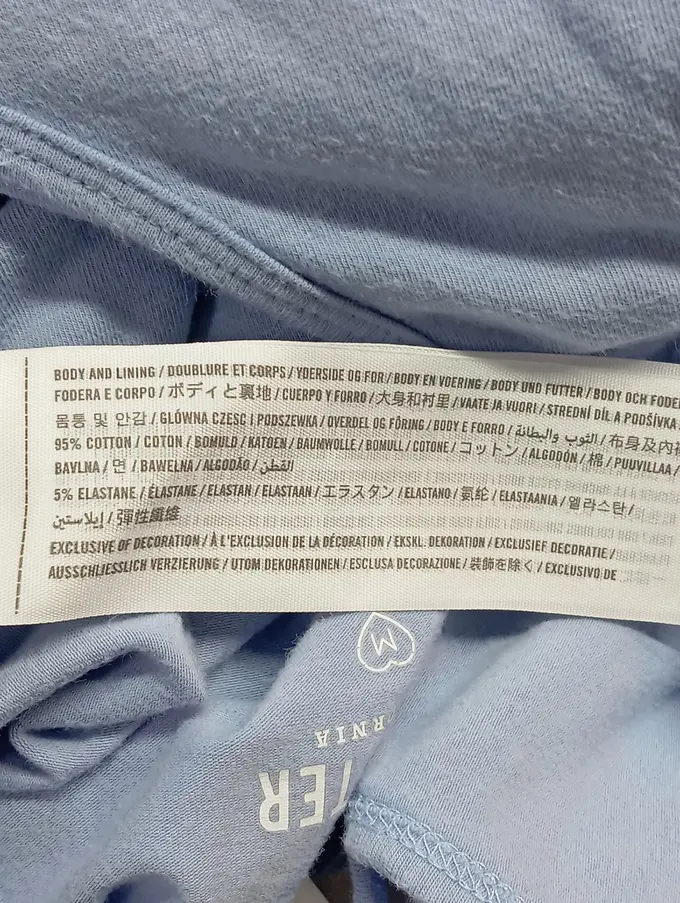 BODY AND LINING / DOUBLURE ET CORPS / YDERSIDE OG FOR / BODY EN VOERING / BODY UND FUTTER / BODY OCH FODE
FODERA E CORPO / ボディと裏地 / CUERPO Y FORRO / 大身和衬里 / VAATE JA VUORI / STREDNÍ DÍL A PODŠÍVKA
몸통 및 안감 / GLÓWNA CZESC I PODSZEWKA / OVERDEL OG FÔRING / BODY E FORRO / الثوب والبطانة / 布身及內裡
95% COTTON / COTON / BOMULD / KATOEN / BAUMWOLLE / BOMULL / COTONE / コットン / ALGODÓN / 棉 / PUUVILLAA /
BAVLNA / 면 / BAWELNA / ALGODÃO / القطن
5% ELASTANE / ÉLASTANE / ELASTAN / ELASTAAN / エラスタン / ELASTANO / 氨纶 / ELASTAANIA / 엘라스탄 /
إيلاستين / 彈性纖維
EXCLUSIVE OF DECORATION / À L'EXCLUSION DE LA DÉCORATION / EKSKL. DEKORATION / EXCLUSIEF DECORATIE /
AUSSCHLIESSLICH VERZIERUNG / UTOM DEKORATIONEN / ESCLUSA DECORAZIONE / 装飾を除く / EXCLUSIVO DE
M
RNIA
TER